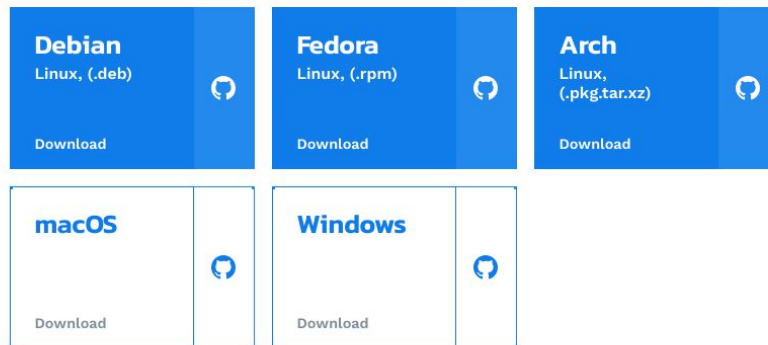 Debian
Linux, (.deb)
Download
Fedora
Linux, (.rpm)
Download
Arch
Linux,
(.pkg.tar.xz)
Download
macOS
Download
Windows
Download